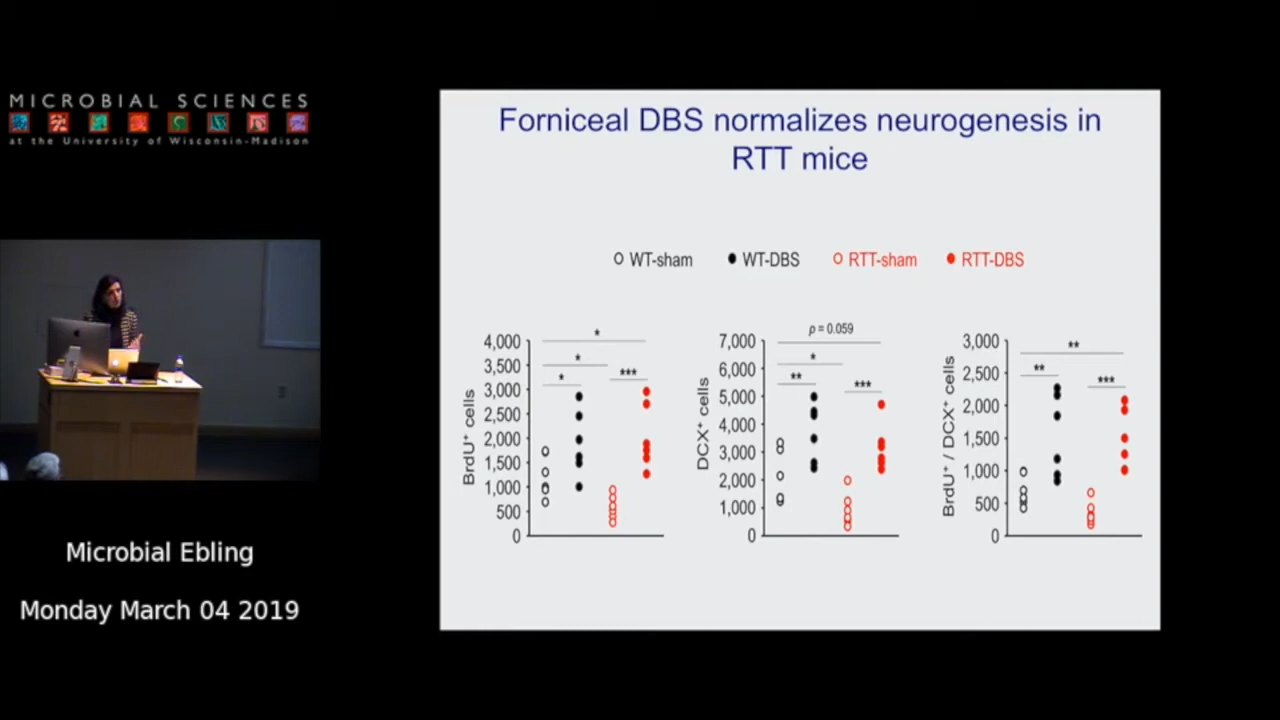 MICROBIAL SCIENCES
at the University of Wisconsin-Madison
Microbial Ebling
Monday March 04 2019
Forniceal DBS normalizes neurogenesis in
RTT mice
WT-sham
WT-DBS
RTT-sham
RTT-DBS
BrdU⁺ cells
4,000
3,500
3,000
2,500
2,000
1,500
1,000
500
0
*
*
*
***
DCX⁺ cells
7,000
6,000
5,000
4,000
3,000
2,000
1,000
0
ρ = 0.059
*
**
***
BrdU⁺ / DCX⁺ cells
3,000
2,500
2,000
1,500
1,000
500
0
**
**
***